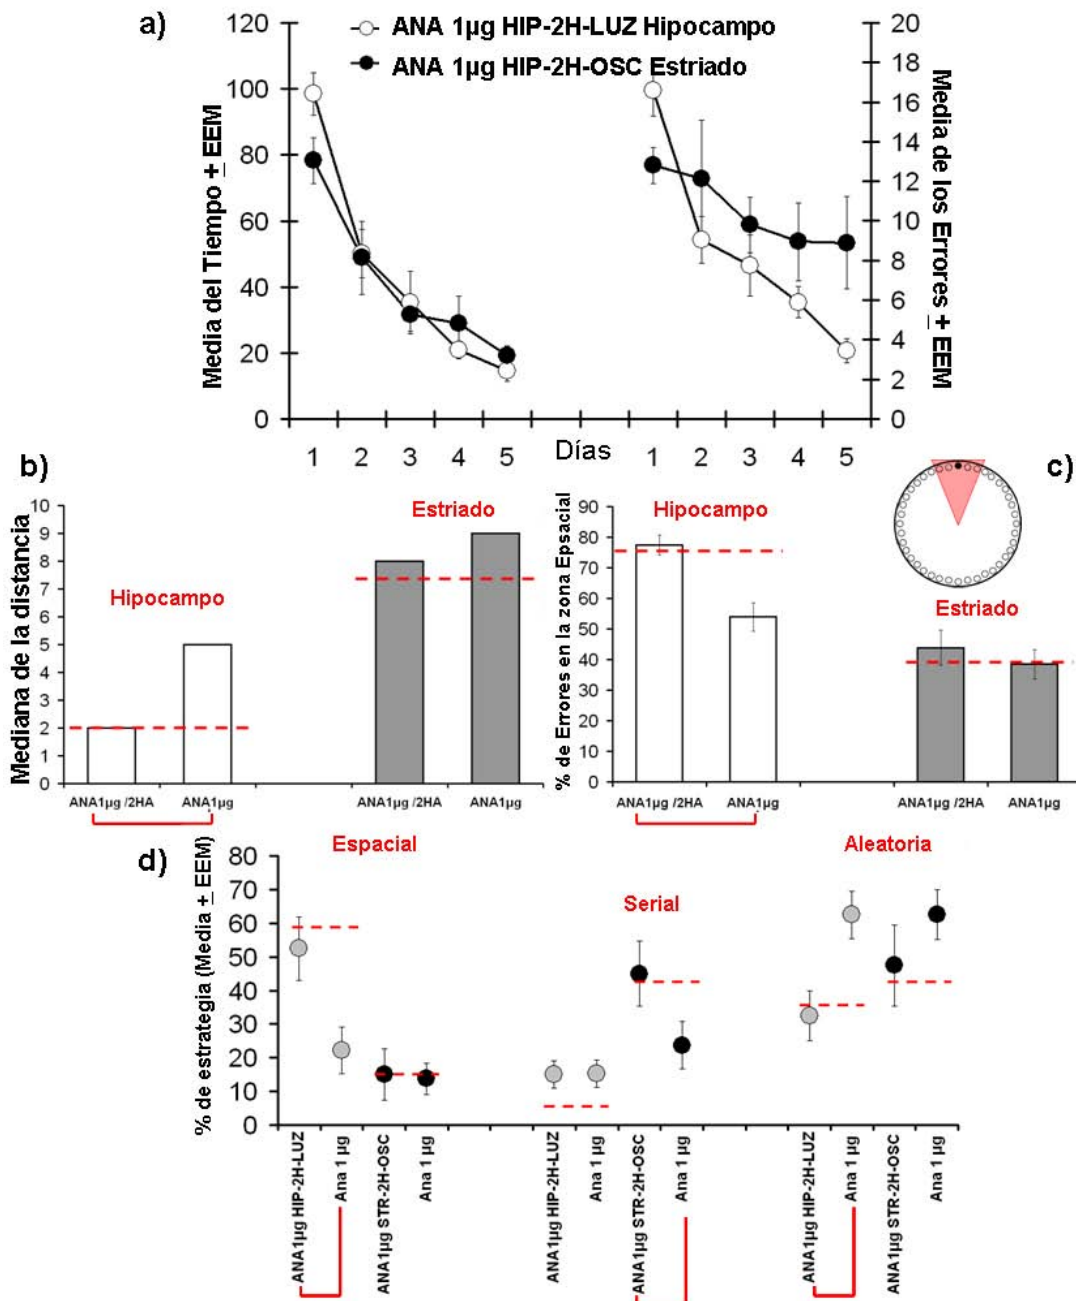 a)
ANA 1µg HIP-2H-LUZ Hipocampo
ANA 1µg HIP-2H-OSC Estriado
Media del Tiempo ± EEM
120
100
80
60
40
20
0
20
18
16
14
12
10
8
6
4
2
0
Media de los Errores ± EEM
1 2 3 4 5 Días 1 2 3 4 5
b)
Mediana de la distancia
10
9
8
7
6
5
4
3
2
1
0
Hipocampo
Estriado
ANA1µg /2HA ANA1µg ANA1µg /2HA ANA1µg
c)
% de Errores en la zona Epsacial
90
80
70
60
50
40
30
20
10
0
Hipocampo
Estriado
ANA1µg /2HA ANA1µg ANA1µg /2HA ANA1µg
d)
% de estrategia (Media ± EEM)
80
70
60
50
40
30
20
10
0
Espacial
Serial
Aleatoria
ANA1µg HIP-2H-LUZ
Ana 1 µg
ANA1µg STR-2H-OSC
Ana 1 µg
ANA1µg HIP-2H-LUZ
Ana 1 µg
ANA1µg STR-2H-OSC
Ana 1 µg
ANA1µg HIP-2H-LUZ
Ana 1 µg
ANA1µg STR-2H-OSC
Ana 1 µg